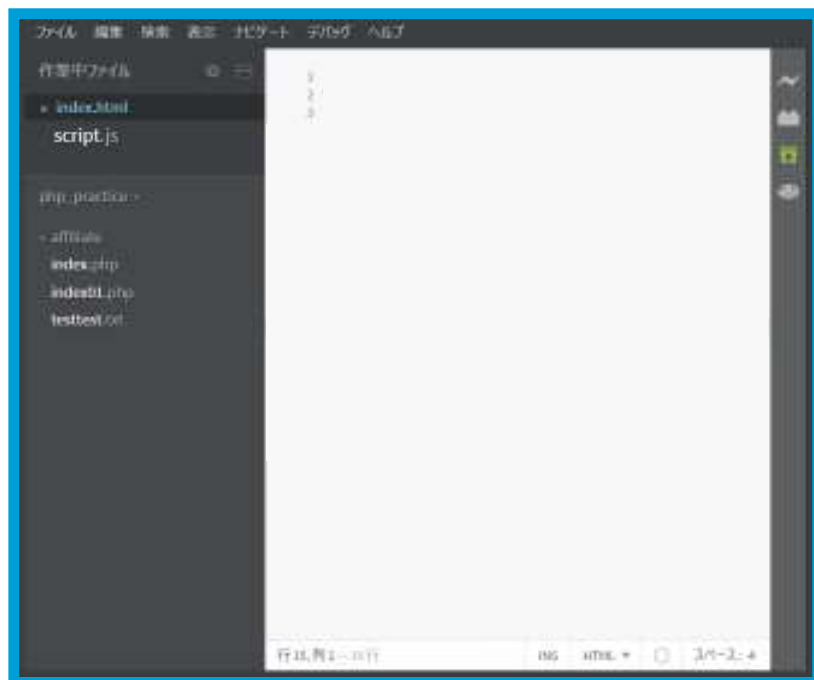 ファイル 編集 検索 表示 ナビゲート デバッグ ヘルプ
作業中ファイル
index.html
script.js
php_practice
affiliate
index.php
indextit.php
testtest.txt
1
2
3
INS HTML スペース: 4